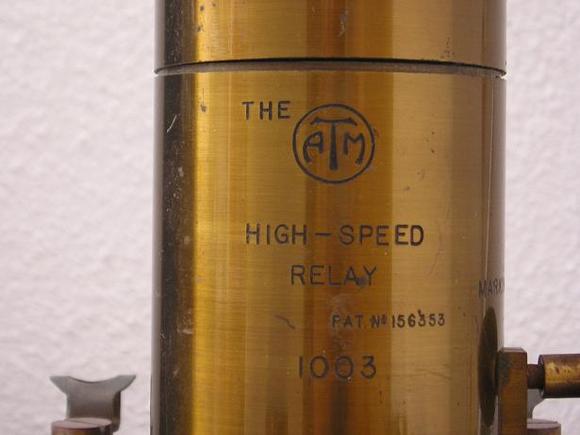 THE ATM
HIGH-SPEED
RELAY
PAT. Nº 156353
1003